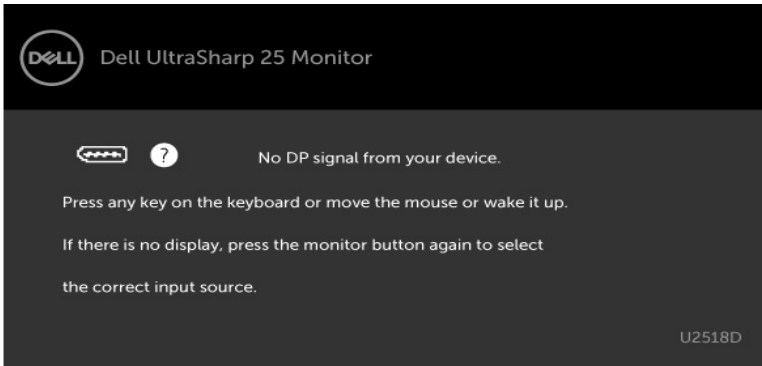 DELL
Dell UltraSharp 25 Monitor
?
No DP signal from your device.
Press any key on the keyboard or move the mouse or wake it up.
If there is no display, press the monitor button again to select
the correct input source.
U2518D